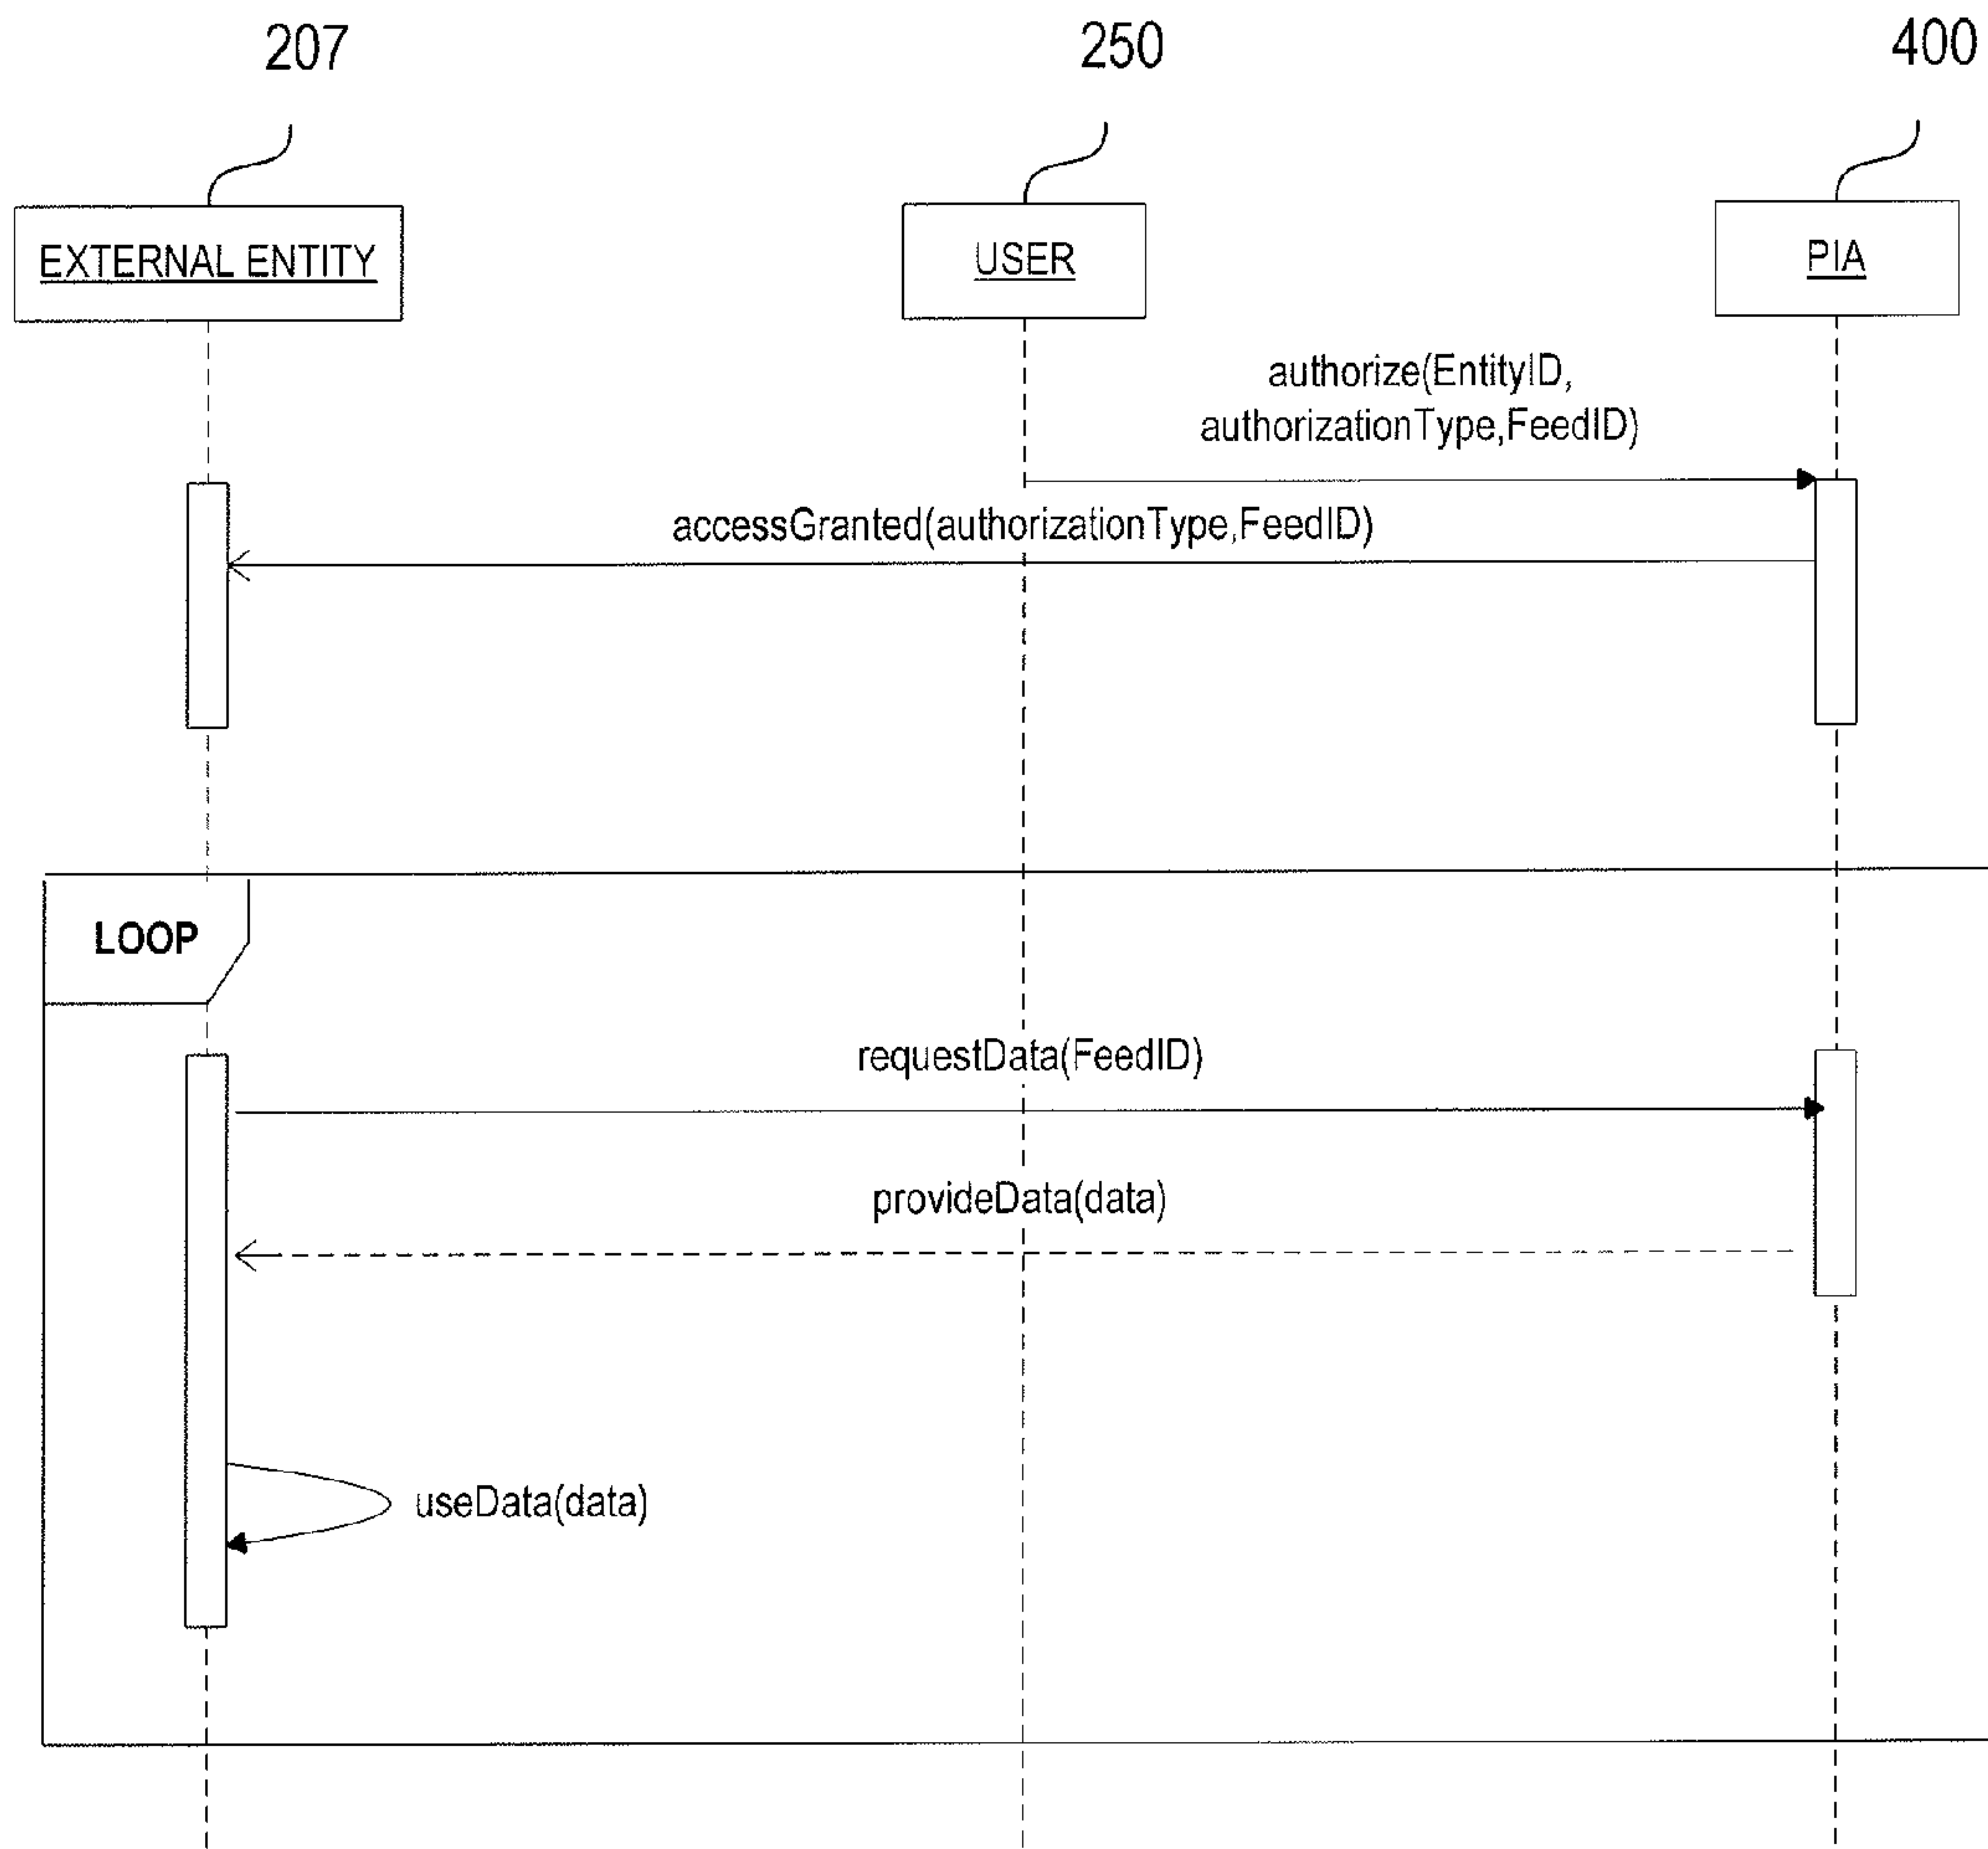 207
250
400
EXTERNAL ENTITY
USER
PIA
authorize(EntityID,
authorizationType,FeedID)
accessGranted(authorizationType,FeedID)
LOOP
requestData(FeedID)
provideData(data)
useData(data)